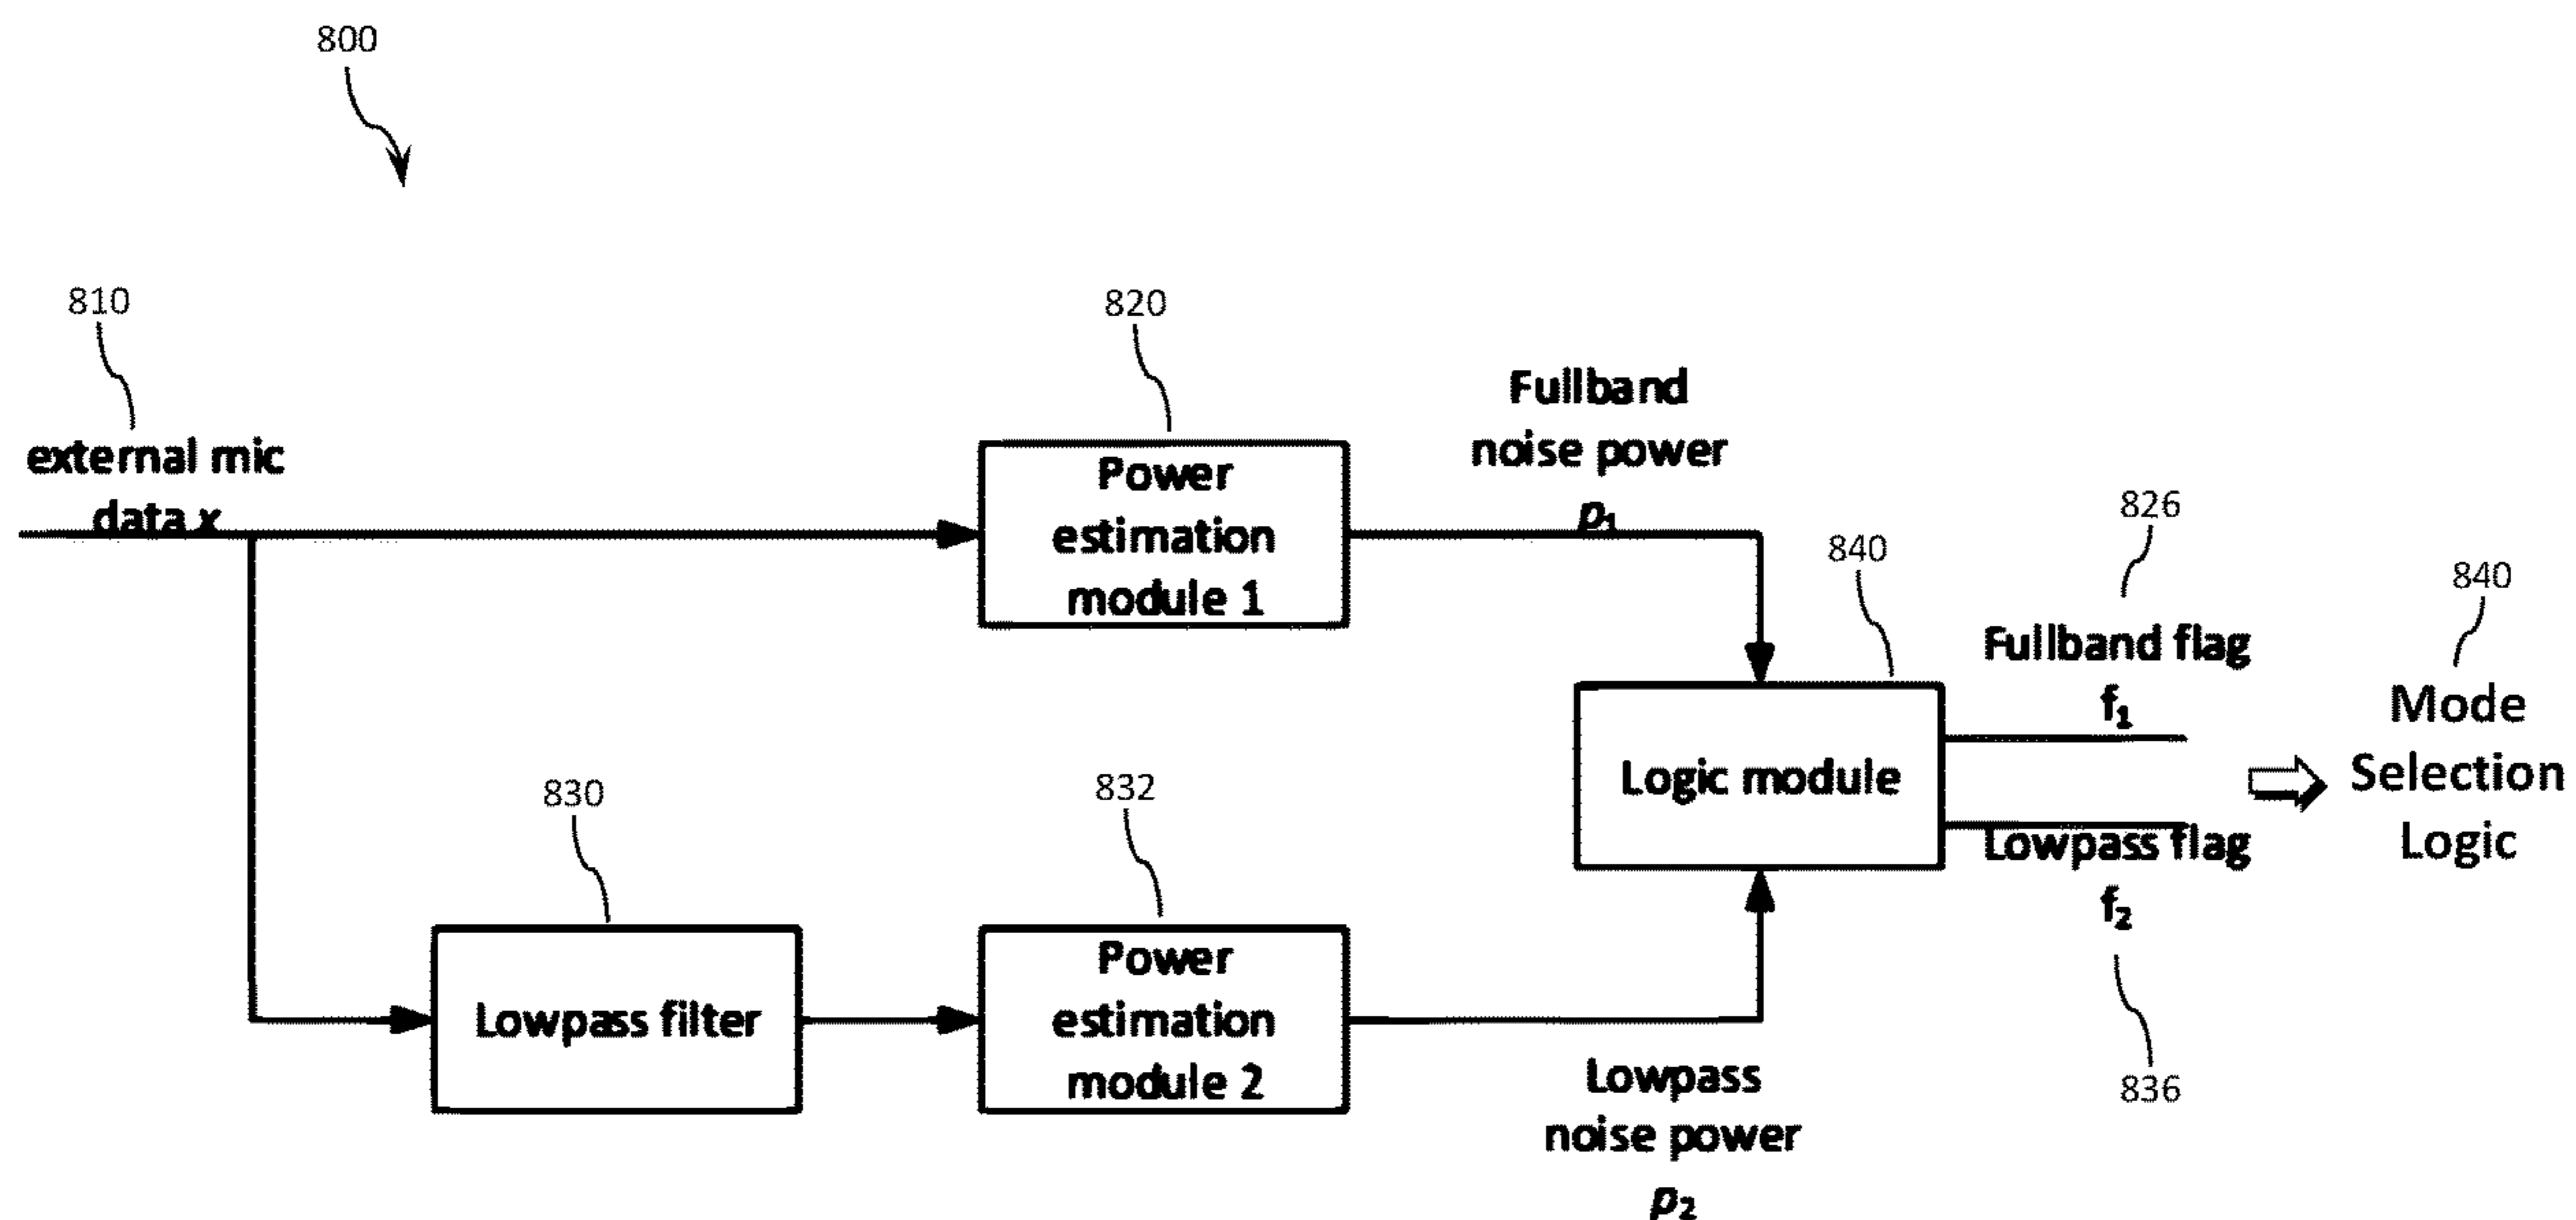 800
810
external mic
data x
820
Power
estimation
module 1
Fullband
noise power
p₁
840
826
Fullband flag
f₁
840
Mode
Selection
Logic
Logic module
Lowpass flag
f₂
836
830
Lowpass filter
832
Power
estimation
module 2
Lowpass
noise power
p₂